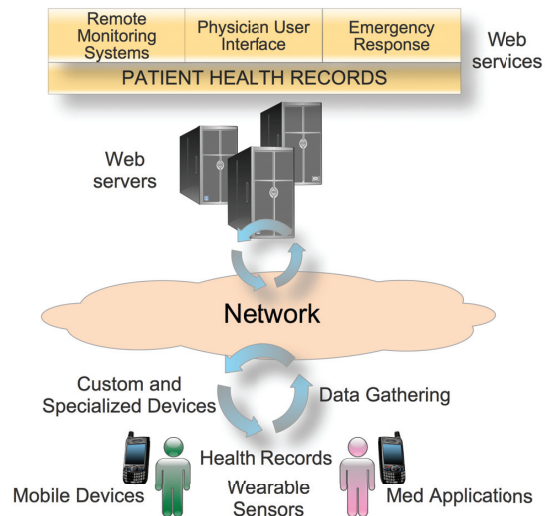 Remote
Monitoring
Systems
Physician User
Interface
Emergency
Response
Web
services
PATIENT HEALTH RECORDS
Web
servers
Network
Custom and
Specialized Devices
Data Gathering
Health Records
Mobile Devices
Wearable
Sensors
Med Applications